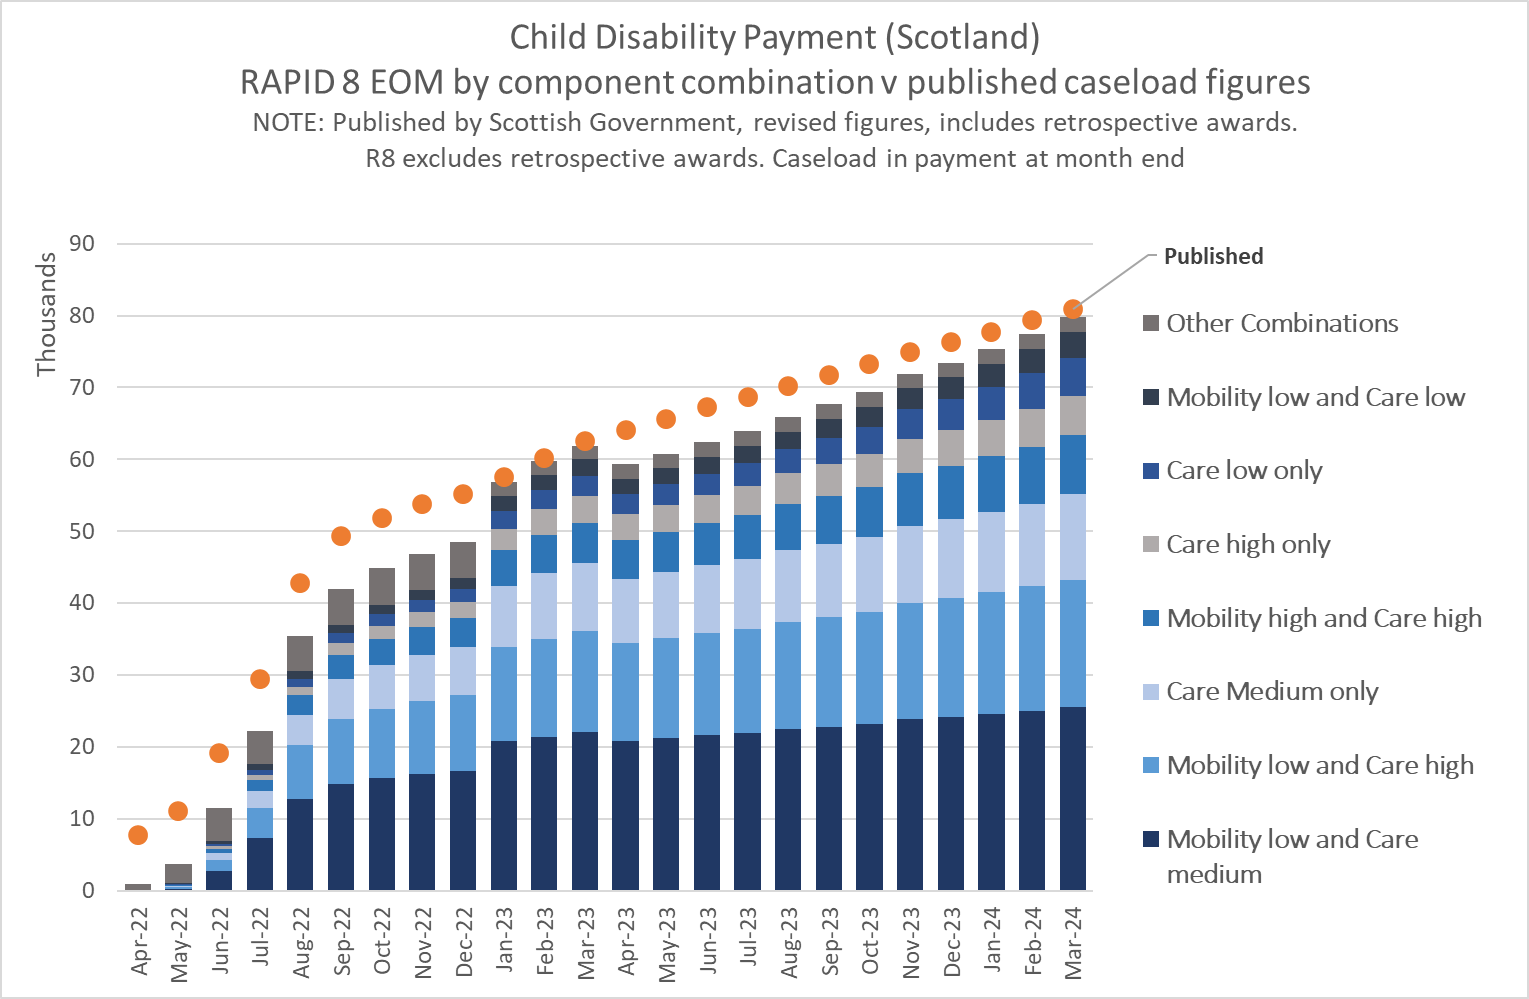 Child Disability Payment (Scotland)
RAPID 8 EOM by component combination v published caseload figures
NOTE: Published by Scottish Government, revised figures, includes retrospective awards.
R8 excludes retrospective awards. Caseload in payment at month end
Thousands
90
80
70
60
50
40
30
20
10
0
Apr-22
May-22
Jun-22
Jul-22
Aug-22
Sep-22
Oct-22
Nov-22
Dec-22
Jan-23
Feb-23
Mar-23
Apr-23
May-23
Jun-23
Jul-23
Aug-23
Sep-23
Oct-23
Nov-23
Dec-23
Jan-24
Feb-24
Mar-24
Published
Other Combinations
Mobility low and Care low
Care low only
Care high only
Mobility high and Care high
Care Medium only
Mobility low and Care high
Mobility low and Care
medium